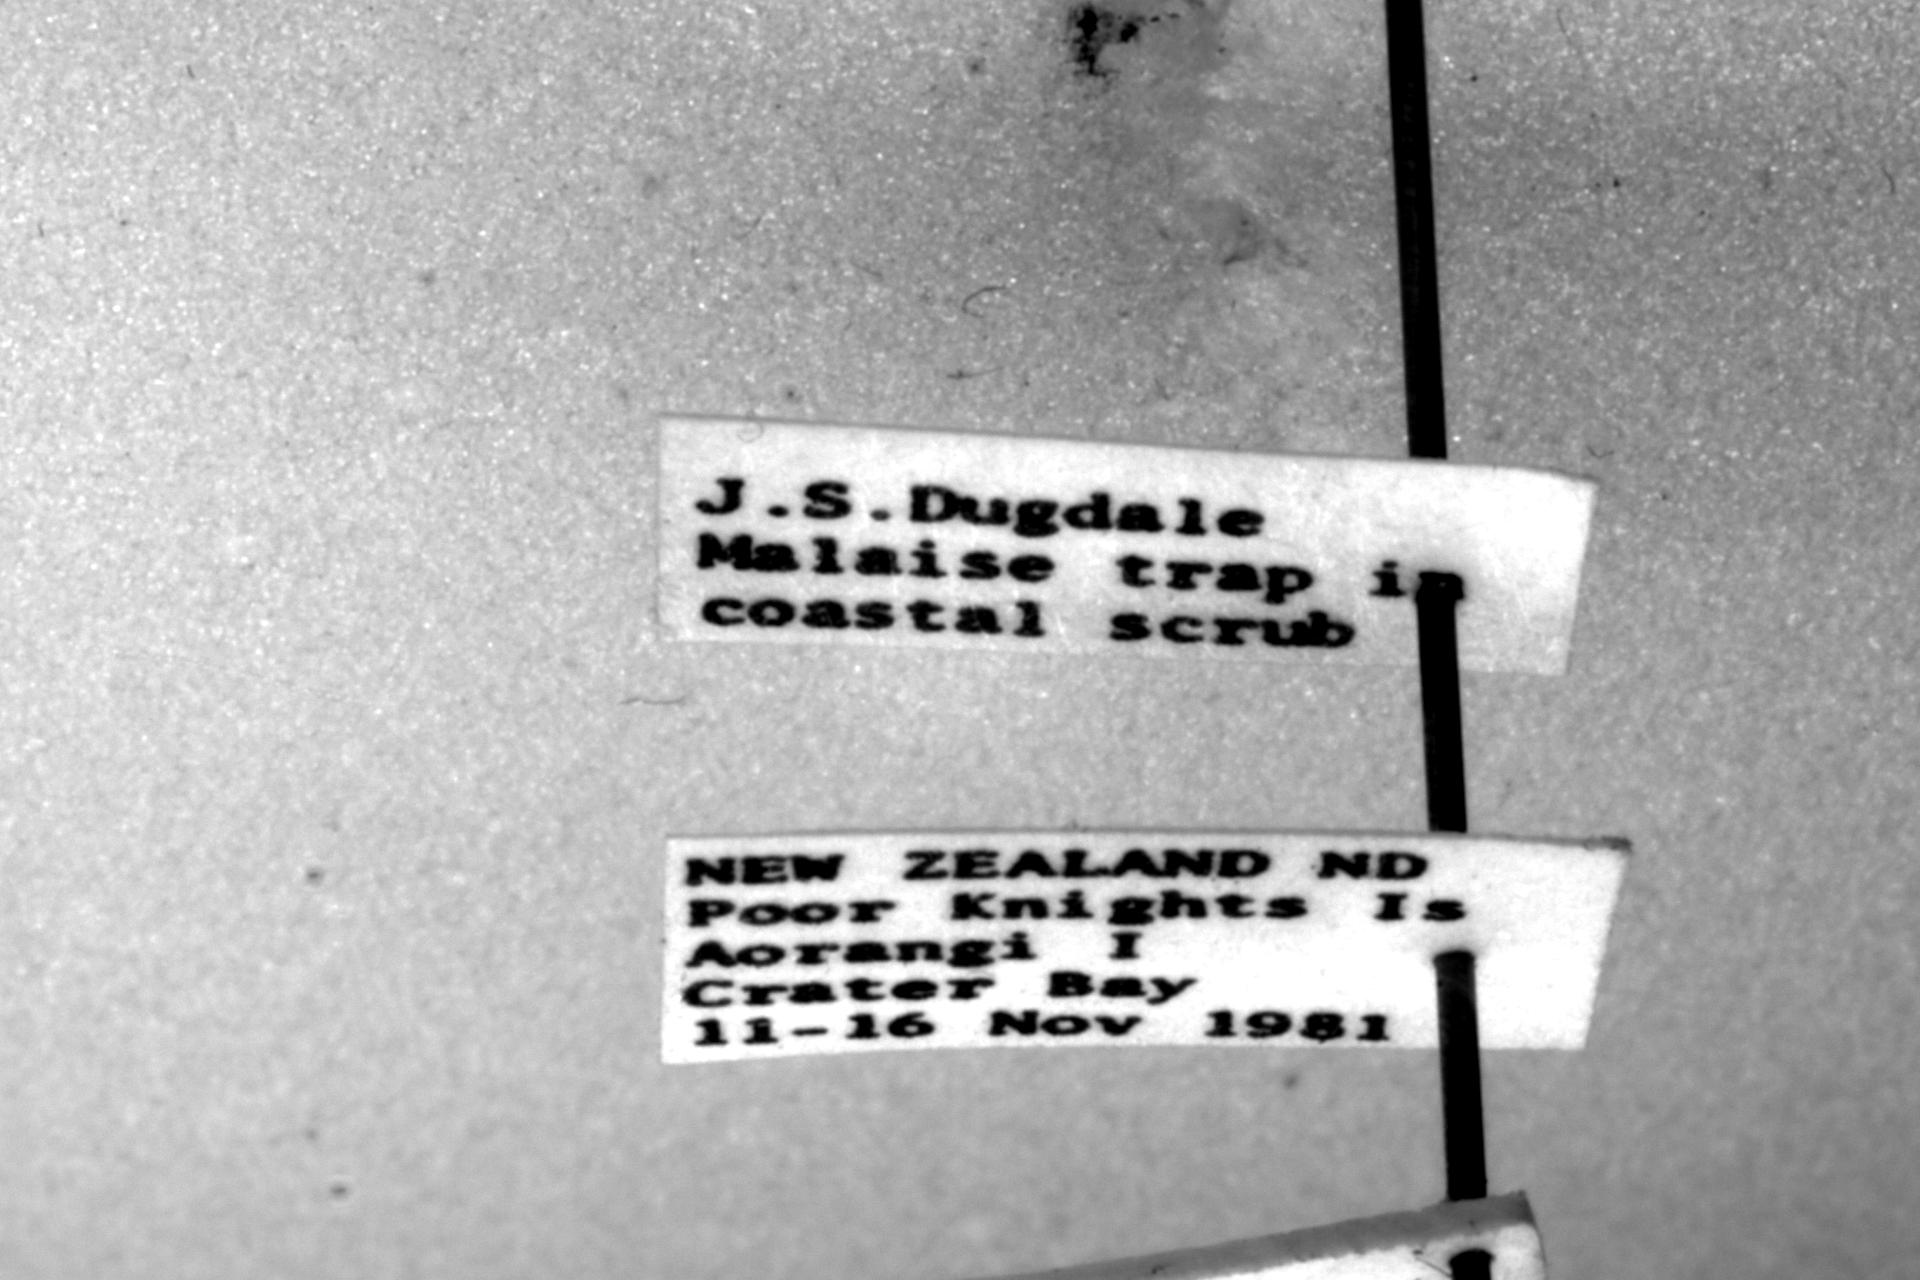 J.S.Dugdale
Malaise trap in
coastal scrub
NEW ZEALAND ND
Poor Knights Is
Aorangi I
Crater Bay
11-16 Nov 1981